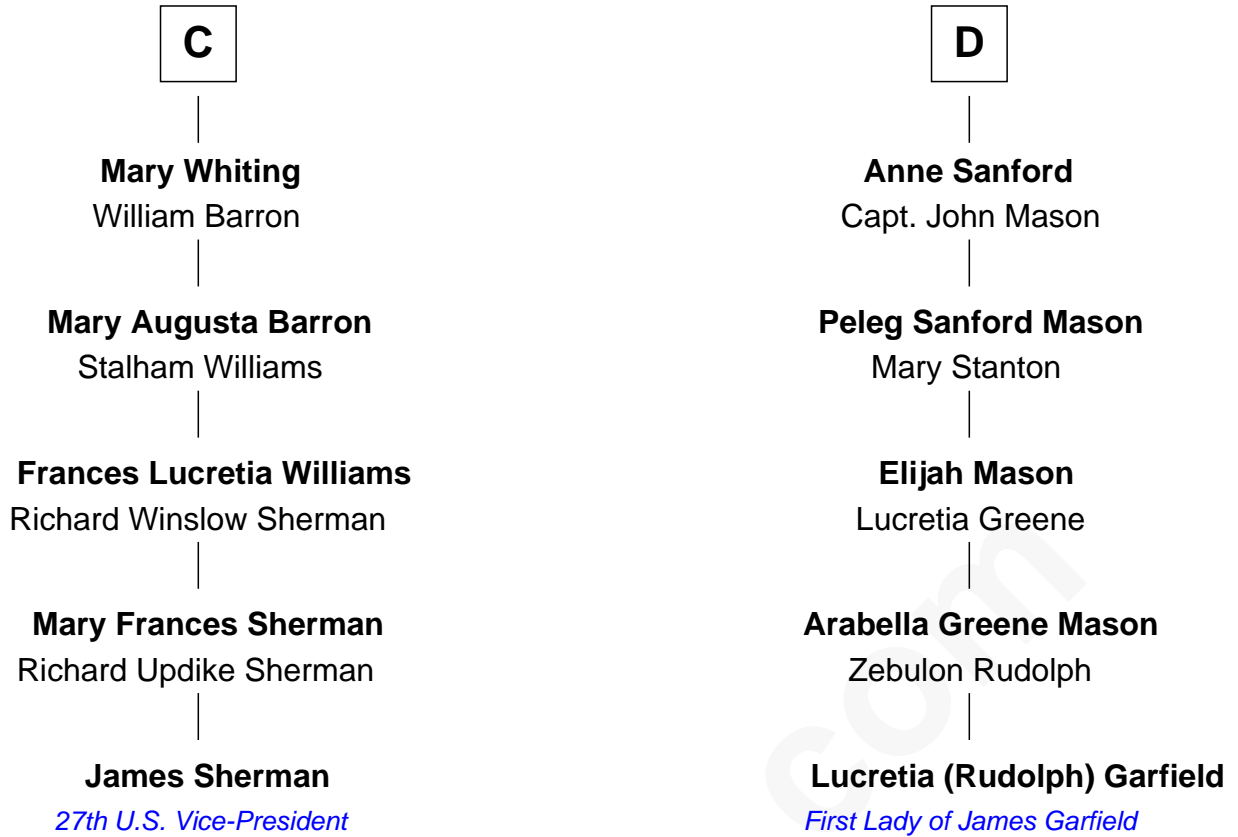 C
Mary Whiting
William Barron
Mary Augusta Barron
Stalham Williams
Frances Lucretia Williams
Richard Winslow Sherman
Mary Frances Sherman
Richard Updike Sherman
James Sherman
27th U.S. Vice-President
D
Anne Sanford
Capt. John Mason
Peleg Sanford Mason
Mary Stanton
Elijah Mason
Lucretia Greene
Arabella Greene Mason
Zebulon Rudolph
Lucretia (Rudolph) Garfield
First Lady of James Garfield
com